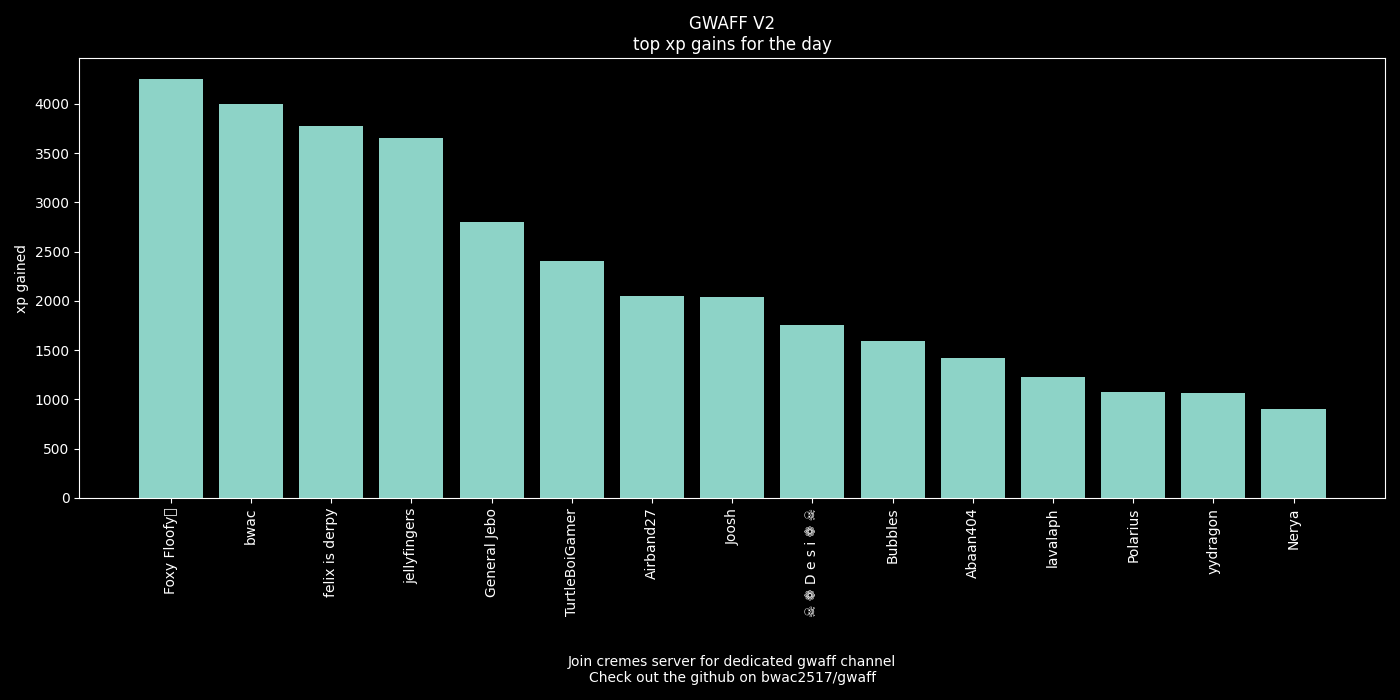 GWAFF V2
top xp gains for the day
xp gained
4000
3500
3000
2500
2000
1500
1000
500
0
Foxy Floofy
bwac
felix is derpy
jellyfingers
General Jebo
TurtleBoiGamer
Airband27
Joosh
D e s i
Bubbles
Abaan404
lavalaph
Polarius
yydragon
Nerya
Join cremes server for dedicated gwaff channel
Check out the github on bwac2517/gwaff